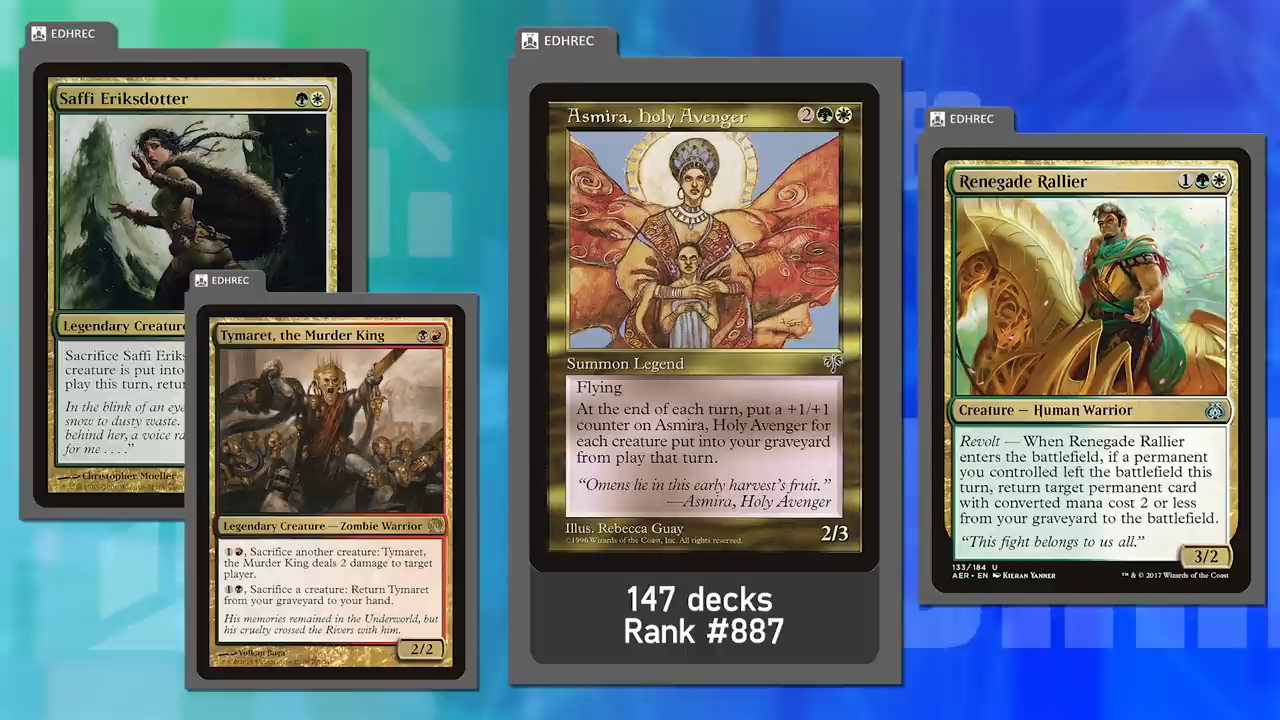 EDHREC
Saffi Eriksdotter
Legendary Creature
Sacrifice Saffi Eriks
creature is put into
play this turn, retur
In the blink of an eye
snow to dusty waste.
behind her, a voice ra
for me . . . ."
Christopher Moeller
EDHREC
Tymaret, the Murder King
Legendary Creature — Zombie Warrior
1, Sacrifice another creature: Tymaret,
the Murder King deals 2 damage to target
player.
1, Sacrifice a creature: Return Tymaret
from your graveyard to your hand.
His memories remained in the Underworld, but
his cruelty crossed the Rivers with him.
Volkan Baga
2/2
EDHREC
Asmira, Holy Avenger 2
Summon Legend
Flying
At the end of each turn, put a +1/+1
counter on Asmira, Holy Avenger for
each creature put into your graveyard
from play that turn.
"Omens lie in this early harvest's fruit."
—Asmira, Holy Avenger
Illus. Rebecca Guay
©1996 Wizards of the Coast, Inc. All rights reserved.
2/3
147 decks
Rank #887
EDHREC
Renegade Rallier 1
Creature — Human Warrior
Revolt — When Renegade Rallier
enters the battlefield, if a permanent
you controlled left the battlefield this
turn, return target permanent card
with converted mana cost 2 or less
from your graveyard to the battlefield.
"This fight belongs to us all."
3/2
133/184 U
AER • EN Kieran Yanner
™ & © 2017 Wizards of the Coast